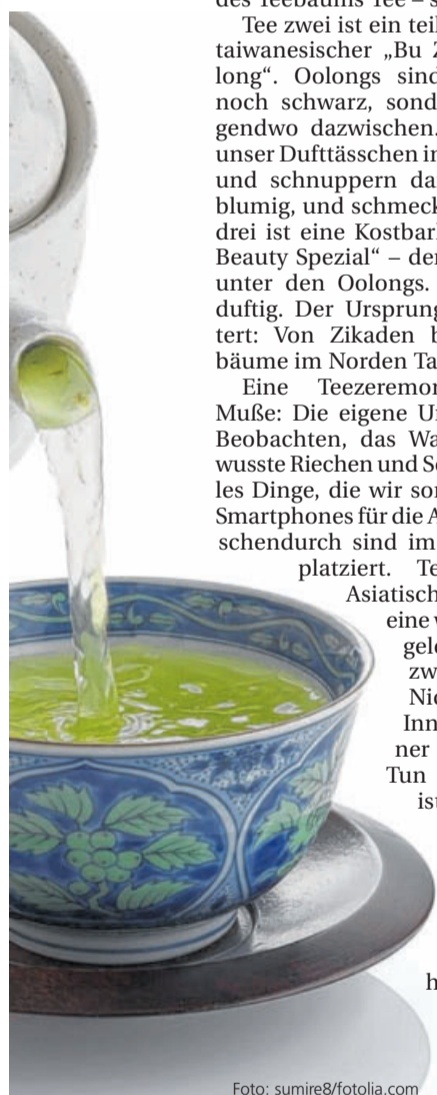 des Teebaums Tee – s
Tee zwei ist ein teil
taiwanesischer „Bu Z
long“. Oolongs sind
noch schwarz, sond
gendwo dazwischen.
unser Dufttässchen in
und schnuppern da
blumig, und schmeck
drei ist eine Kostbar
Beauty Spezial“ – der
unter den Oolongs.
duftig. Der Ursprung
tert: Von Zikaden b
bäume im Norden Ta
Eine Teezeremon
Muße: Die eigene Un
Beobachten, das Wa
wusste Riechen und Sc
les Dinge, die wir son
Smartphones für die A
schendurch sind im
platziert. Te
Asiatisch
eine v
gele
zw
Nic
Inn
ner
Tun
ist
h
Foto: sumire8/fotolia.com